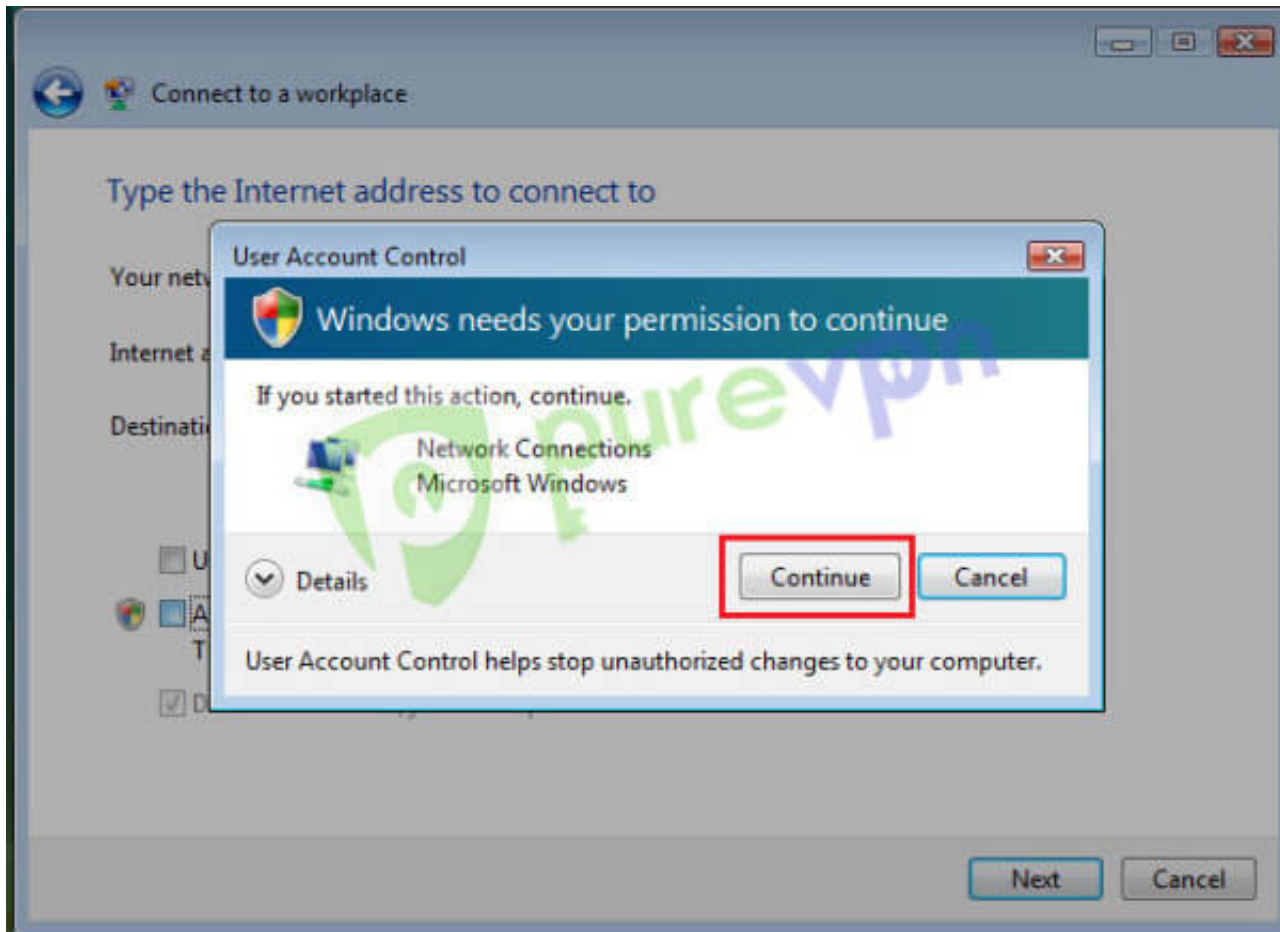 Connect to a workplace
Type the Internet address to connect to
User Account Control
Your netw
Windows needs your permission to continue
Internet a
If you started this action, continue.
purevpn
Destinati
Network Connections
Microsoft Windows
U
Details
Continue
Cancel
A
T
User Account Control helps stop unauthorized changes to your computer.
D
Next
Cancel